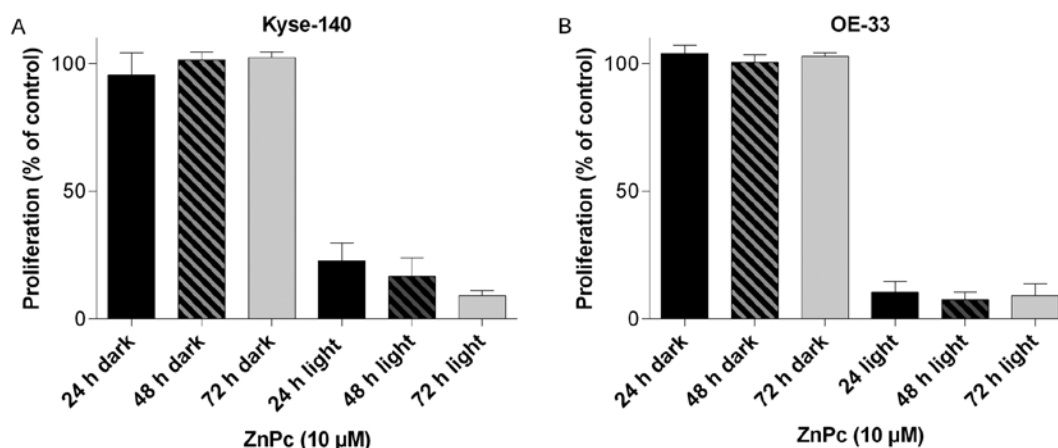 A
Kyse-140
Proliferation (% of control)
100
50
0
24 h dark
48 h dark
72 h dark
24 h light
48 h light
72 h light
ZnPc (10 µM)
B
OE-33
Proliferation (% of control)
100
50
0
24 h dark
48 h dark
72 h dark
24 light
48 h light
72 h light
ZnPc (10 µM)